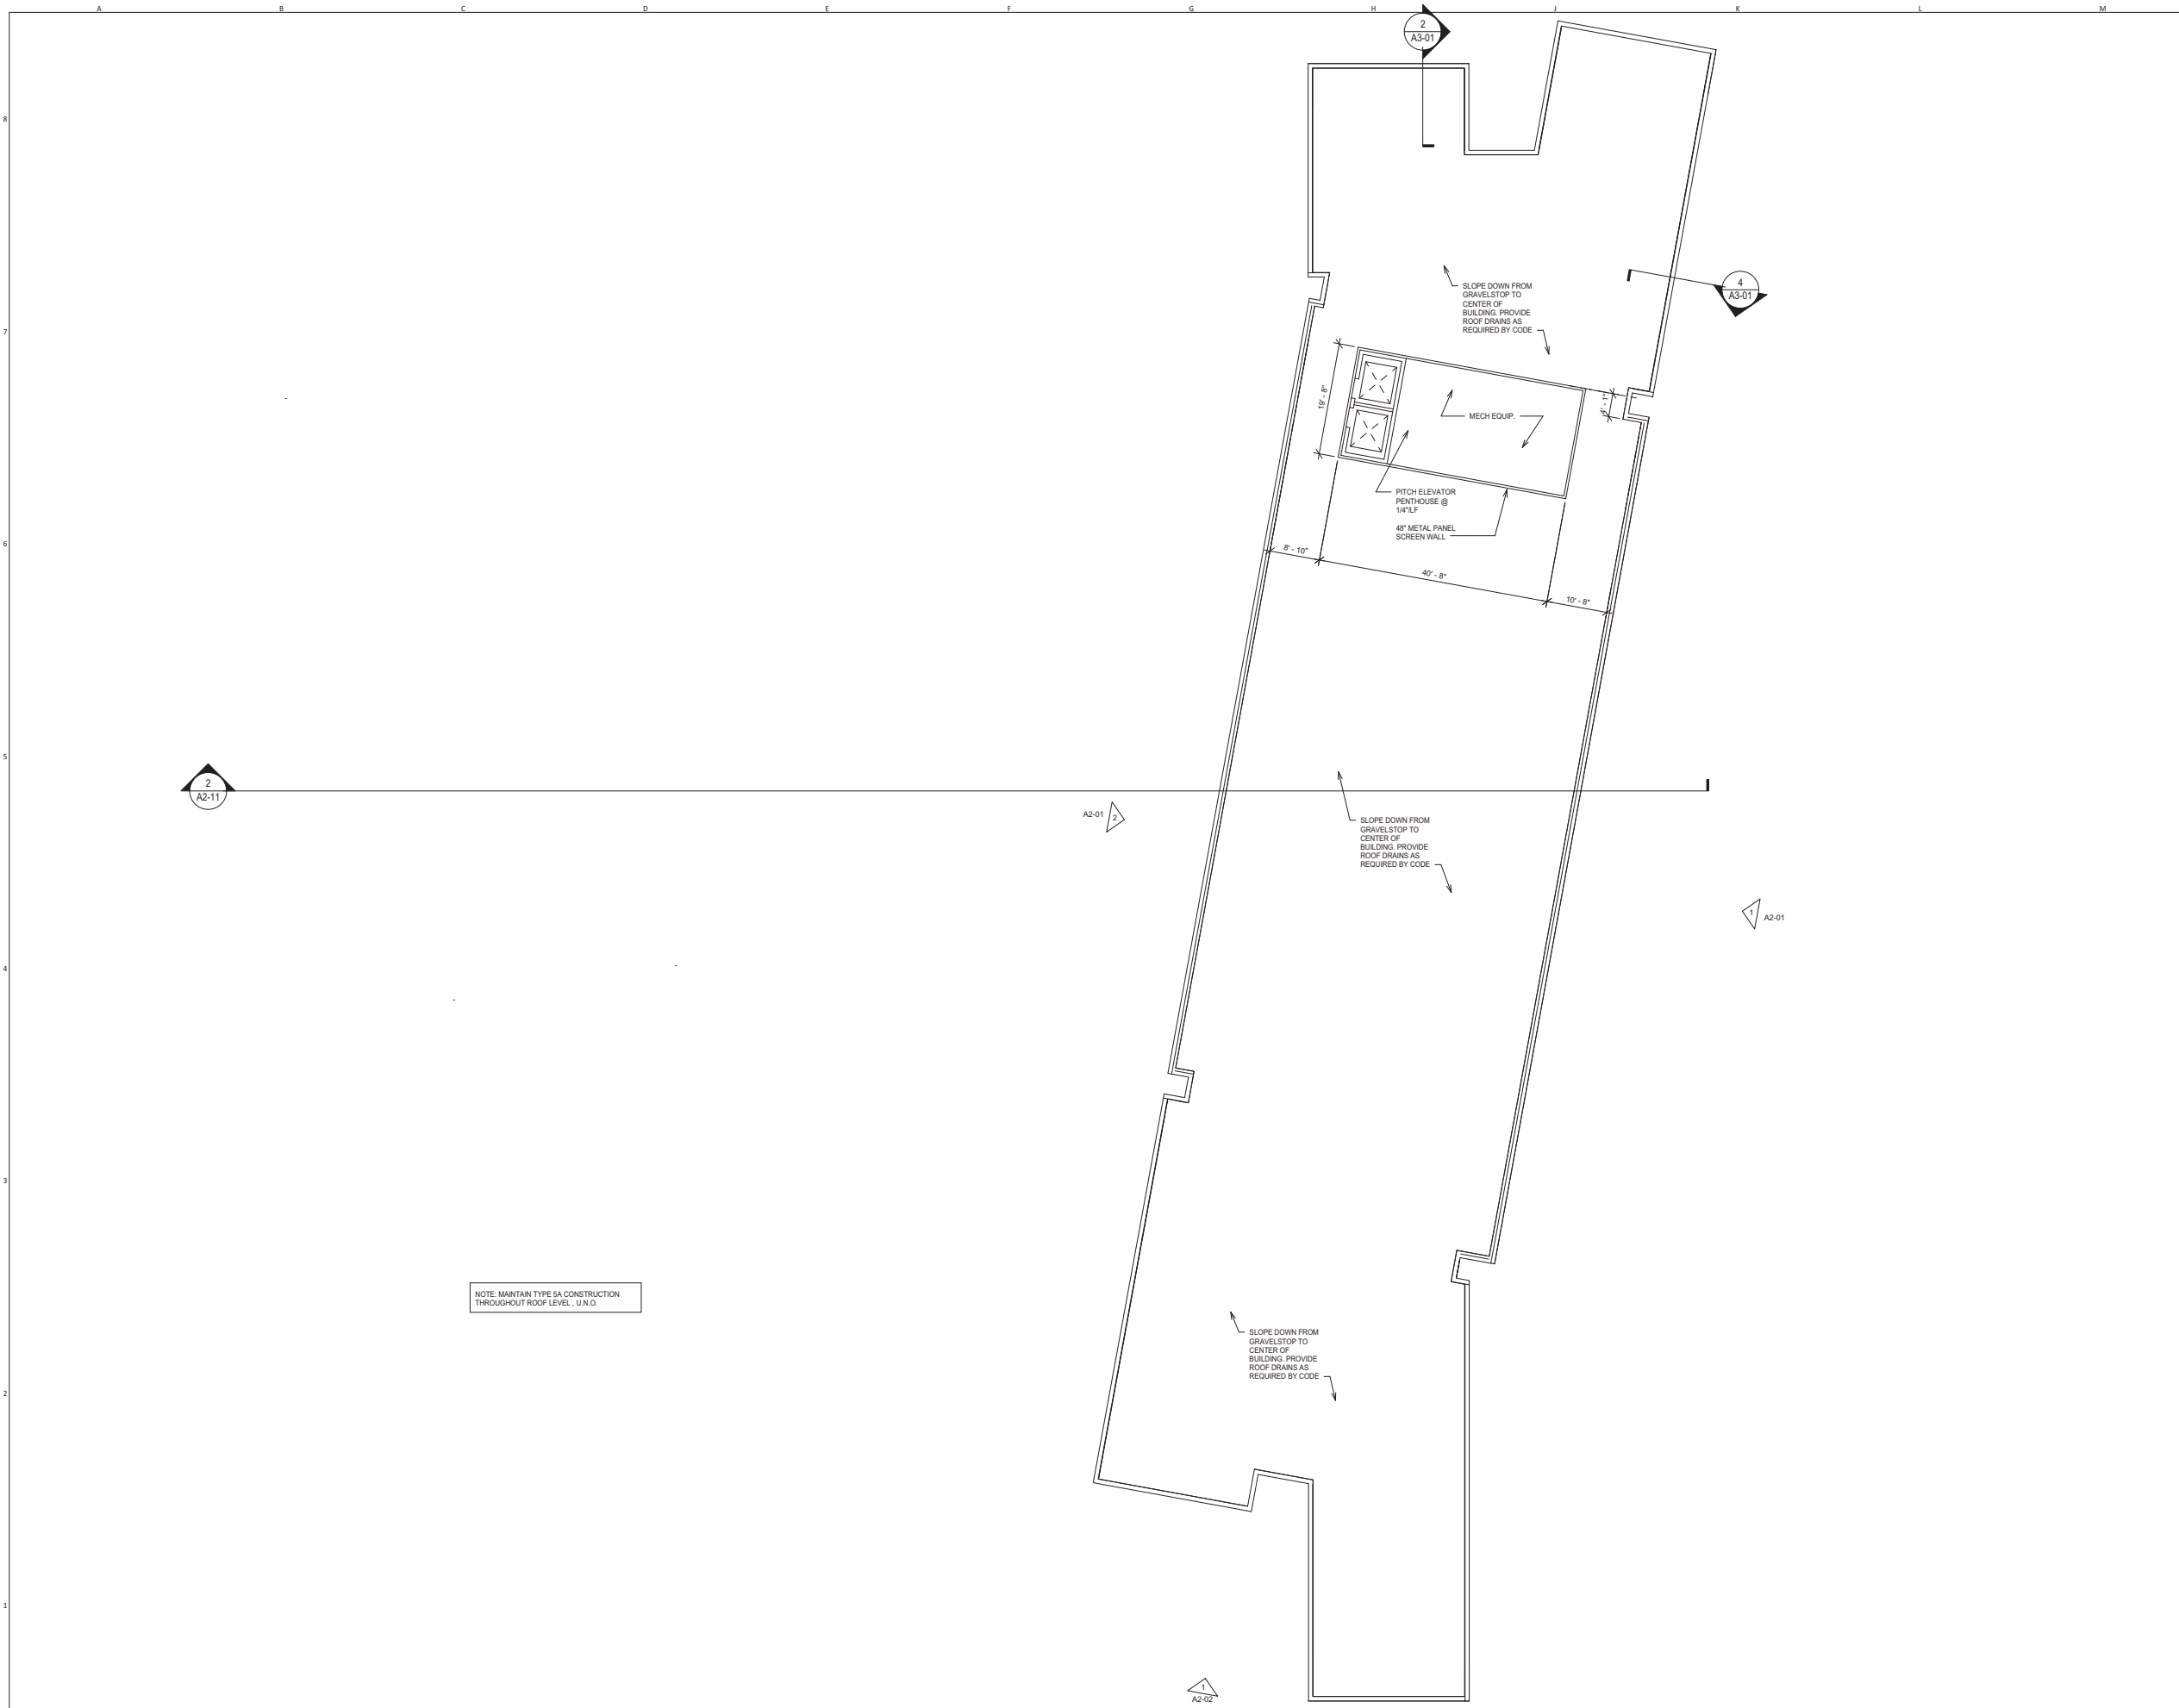 A B C D E F G H J K L M
2
A3-01
8
SLOPE DOWN FROM
GRAVELSTOP TO
CENTER OF
BUILDING. PROVIDE
ROOF DRAINS AS
REQUIRED BY CODE
4
A3-01
7
19' - 8"
4' - 1"
MECH EQUIP.
PITCH ELEVATOR
PENTHOUSE @
1/4"/LF
48" METAL PANEL
SCREEN WALL
6
8' - 10"
40' - 8"
10' - 8"
5
2
A2-11
A2-01 2
SLOPE DOWN FROM
GRAVELSTOP TO
CENTER OF
BUILDING. PROVIDE
ROOF DRAINS AS
REQUIRED BY CODE
1 A2-01
4
3
NOTE: MAINTAIN TYPE 5A CONSTRUCTION
THROUGHOUT ROOF LEVEL , U.N.O.
SLOPE DOWN FROM
GRAVELSTOP TO
CENTER OF
BUILDING. PROVIDE
ROOF DRAINS AS
REQUIRED BY CODE
2
1
1
A2-02